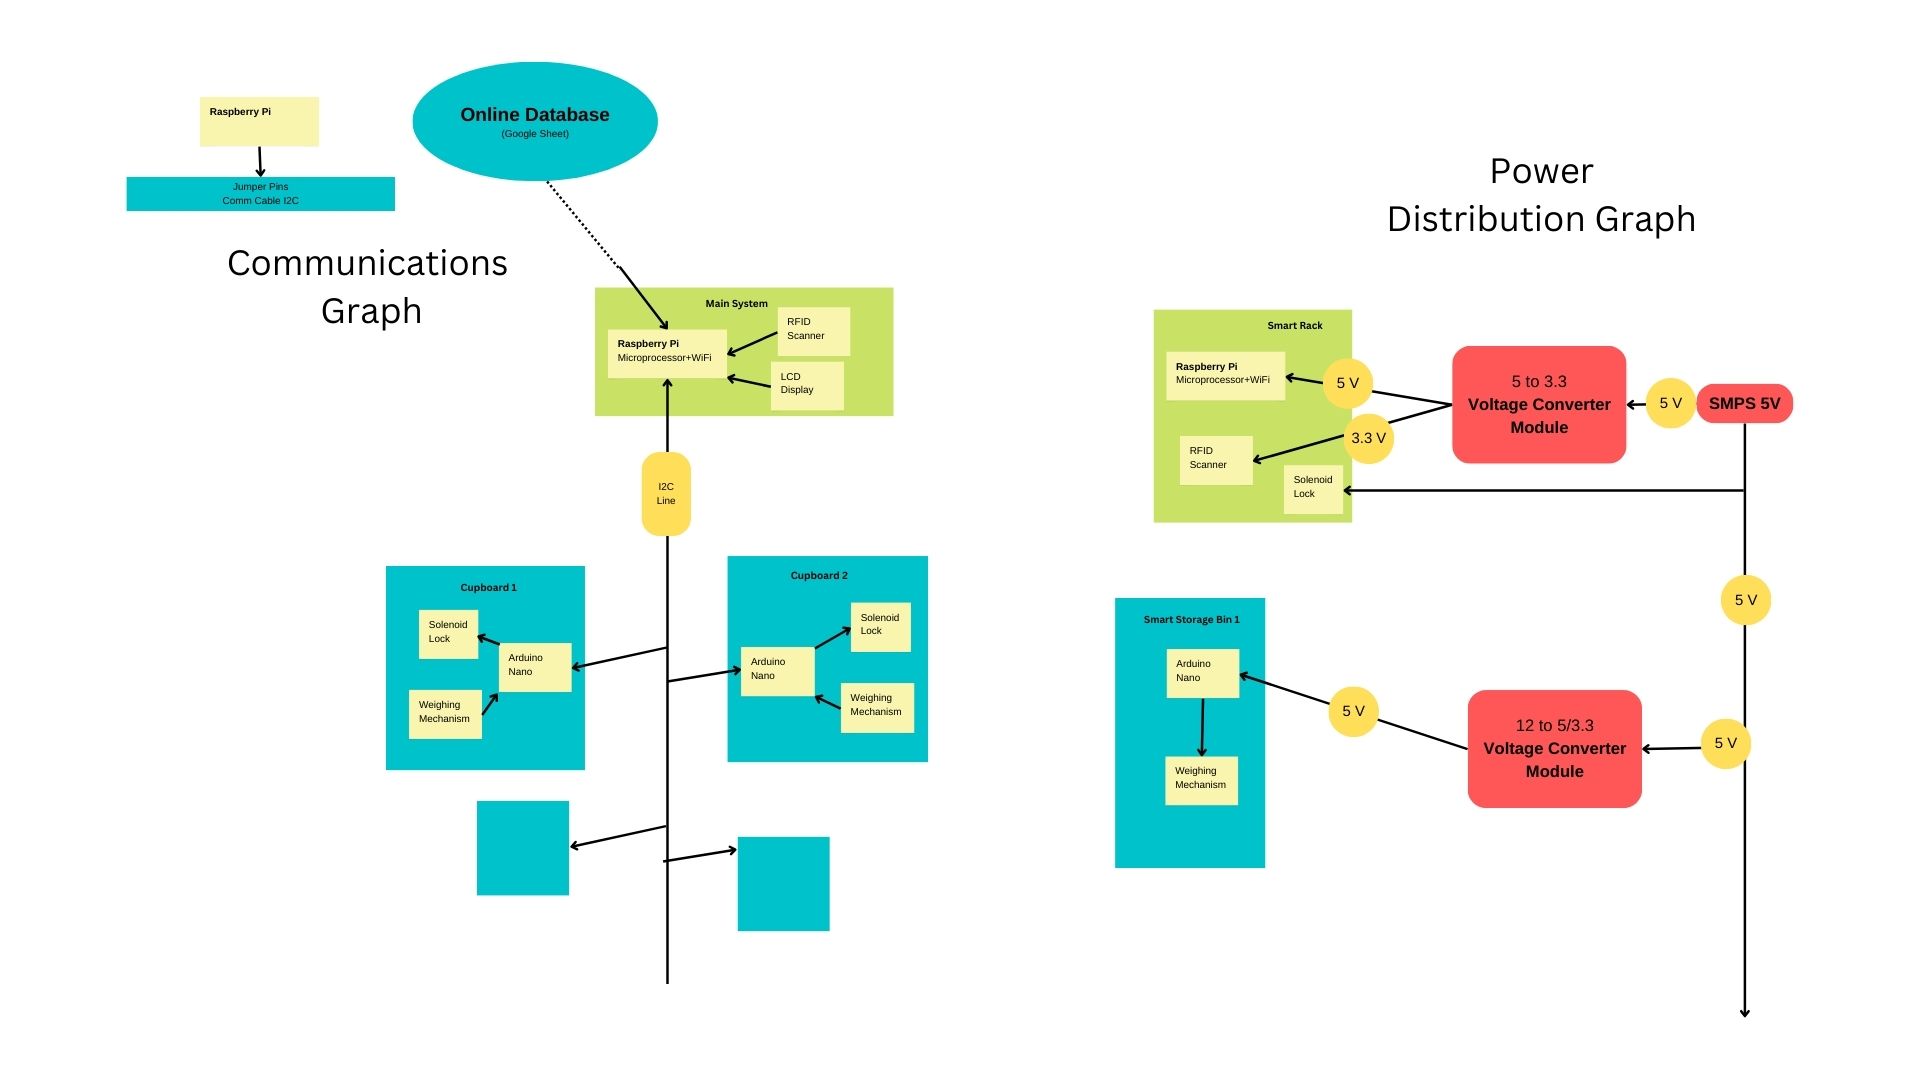 Raspberry Pi
Jumper Pins
Comm Cable I2C
Online Database
(Google Sheet)
Communications
Graph
Main System
Raspberry Pi
Microprocessor+WiFi
RFID
Scanner
LCD
Display
I2C
Line
Cupboard 1
Solenoid
Lock
Arduino
Nano
Weighing
Mechanism
Cupboard 2
Solenoid
Lock
Arduino
Nano
Weighing
Mechanism
Power
Distribution Graph
Smart Rack
Raspberry Pi
Microprocessor+WiFi
5 V
5 to 3.3
Voltage Converter
Module
5 V
SMPS 5V
3.3 V
RFID
Scanner
Solenoid
Lock
5 V
Smart Storage Bin 1
Arduino
Nano
Weighing
Mechanism
5 V
12 to 5/3.3
Voltage Converter
Module
5 V